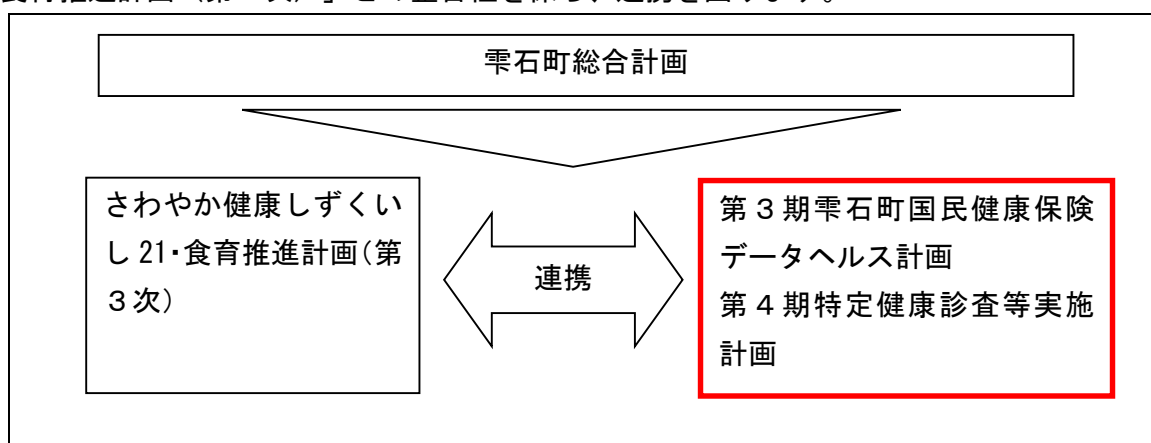 雫石町総合計画
さわやか健康しずくい
し21・食育推進計画(第
３次)
連携
第３期雫石町国民健康保険
データヘルス計画
第４期特定健康診査等実施
計画